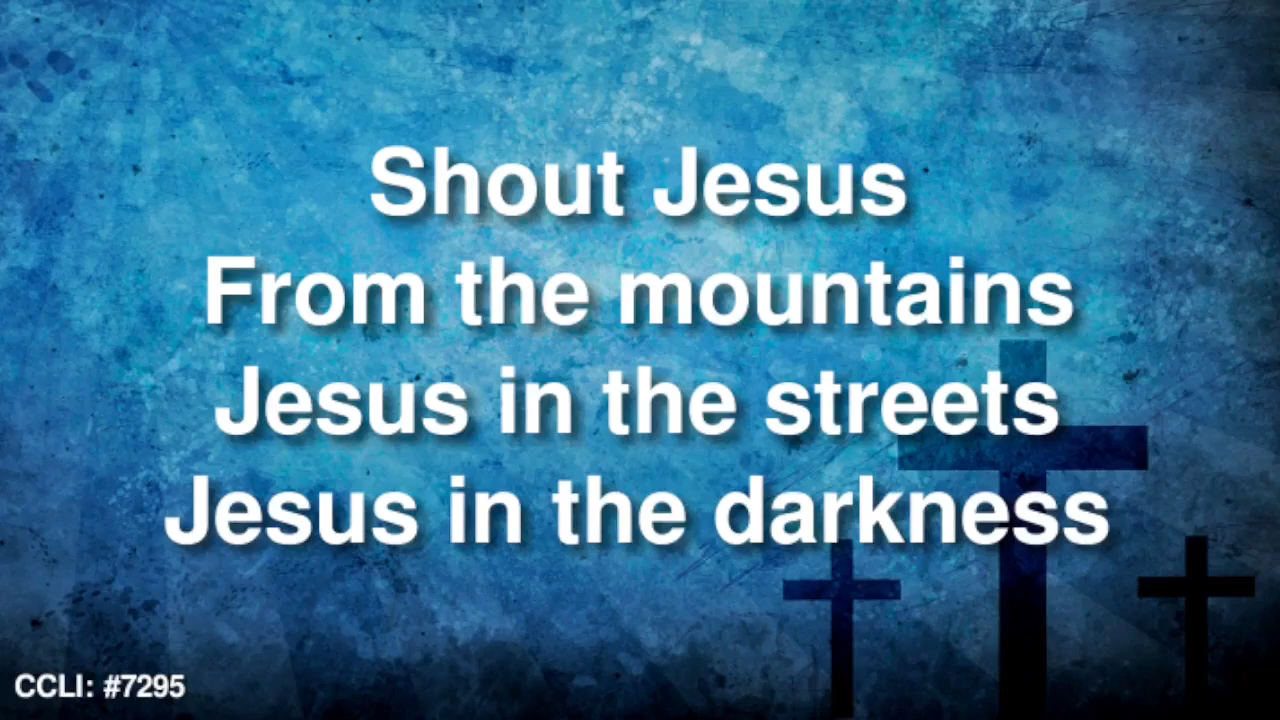 Shout Jesus
From the mountains
Jesus in the streets
Jesus in the darkness
CCLI: #7295